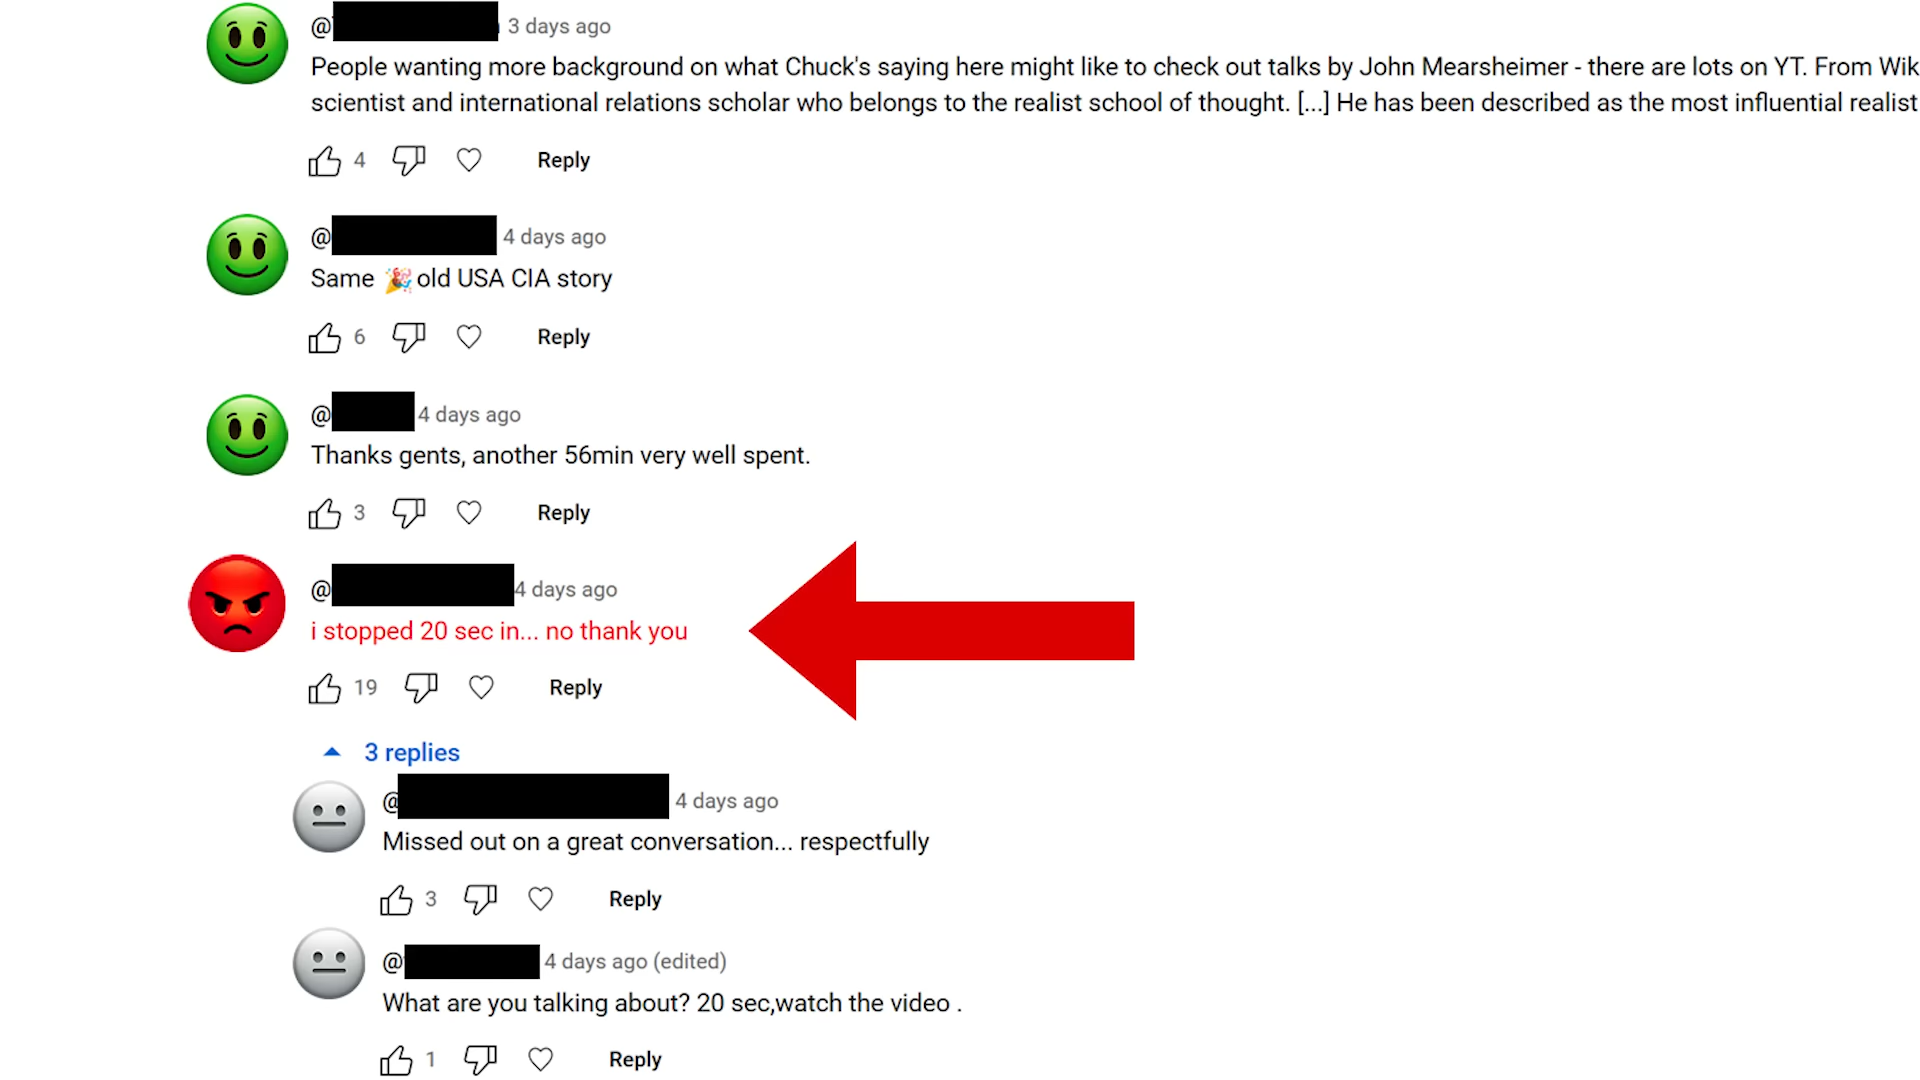 @ 3 days ago
People wanting more background on what Chuck's saying here might like to check out talks by John Mearsheimer - there are lots on YT. From Wik
scientist and international relations scholar who belongs to the realist school of thought. [...] He has been described as the most influential realist
4 Reply
@ 4 days ago
Same 🎉 old USA CIA story
6 Reply
@ 4 days ago
Thanks gents, another 56min very well spent.
3 Reply
@ 4 days ago
i stopped 20 sec in... no thank you
19 Reply
3 replies
@ 4 days ago
Missed out on a great conversation... respectfully
3 Reply
@ 4 days ago (edited)
What are you talking about? 20 sec,watch the video .
1 Reply